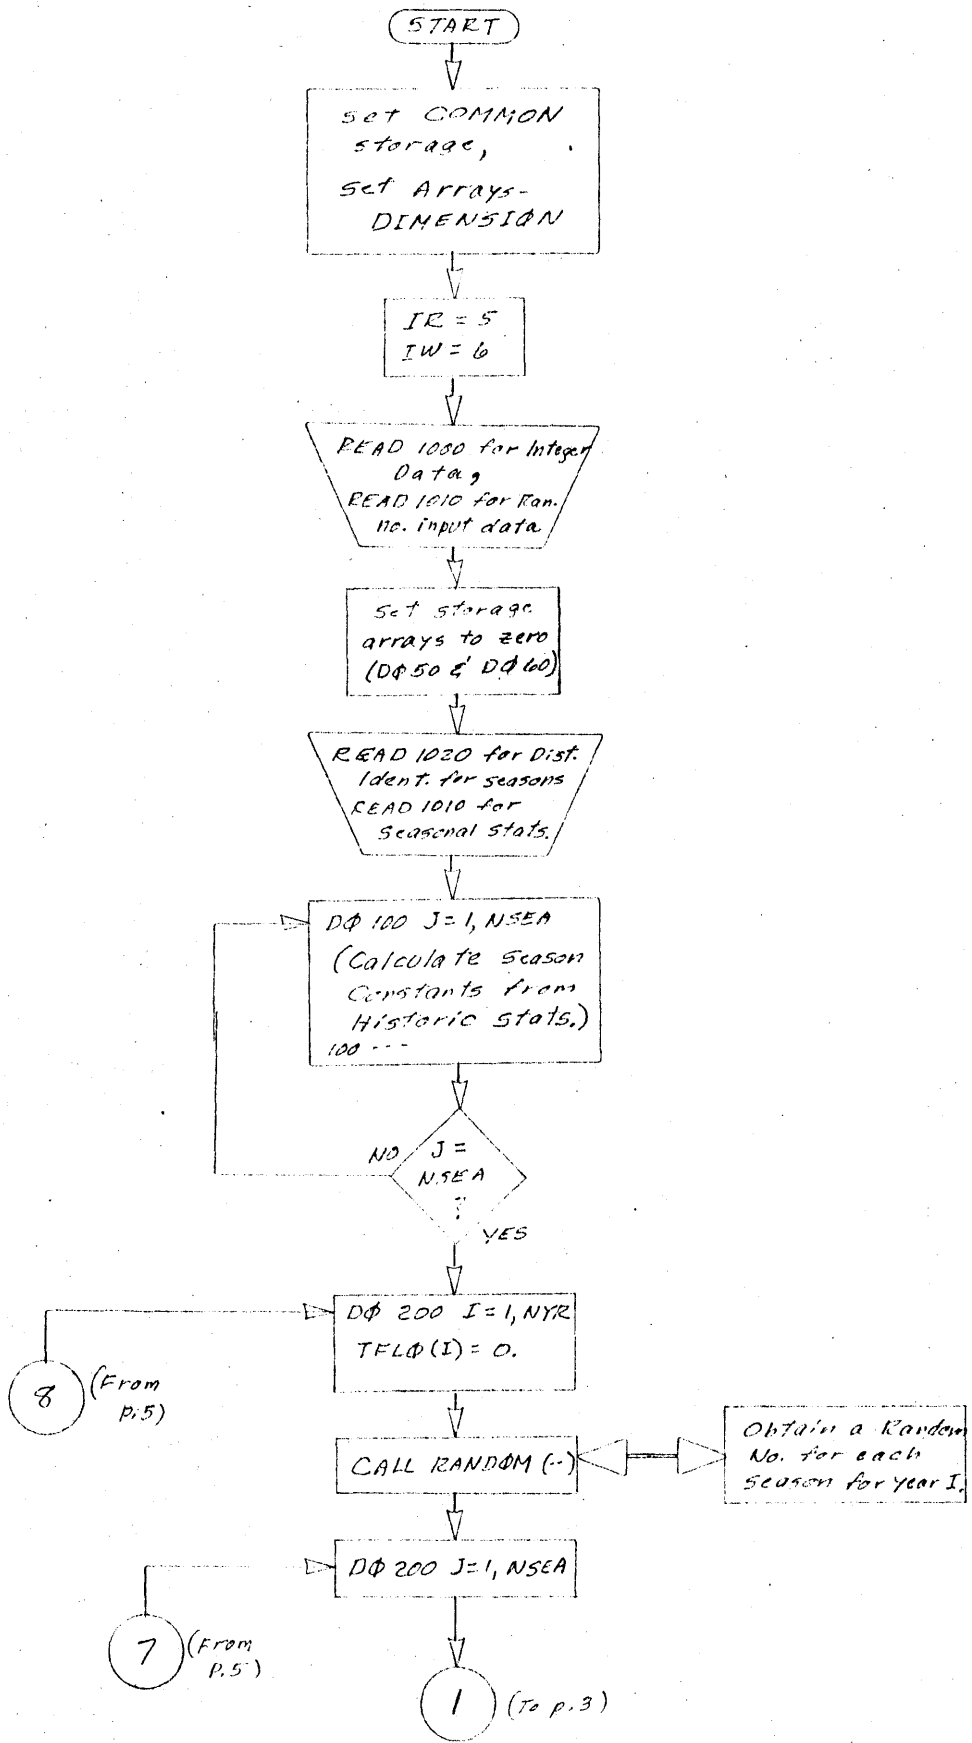 START
Set COMMON
storage,
Set Arrays-
DIMENSIØN
IR = 5
IW = 6
READ 1000 for Integer
Data,
READ 1010 for Ran.
no. input data
Set storage
arrays to zero
(DØ 50 & DØ 60)
READ 1020 for Dist.
Ident. for seasons
READ 1010 for
Seasonal Stats.
DØ 100 J=1, NSEA
(Calculate Season
Constants from
Historic Stats.)
100 ---
NO
J =
NSEA
?
YES
DØ 200 I=1, NYR
TFLØ(I) = 0.
8
(From
p.5)
CALL RANDØM (--)
Obtain a Random
No. for each
season for year I.
DØ 200 J=1, NSEA
7
(From
P.5)
1
(To p.3)